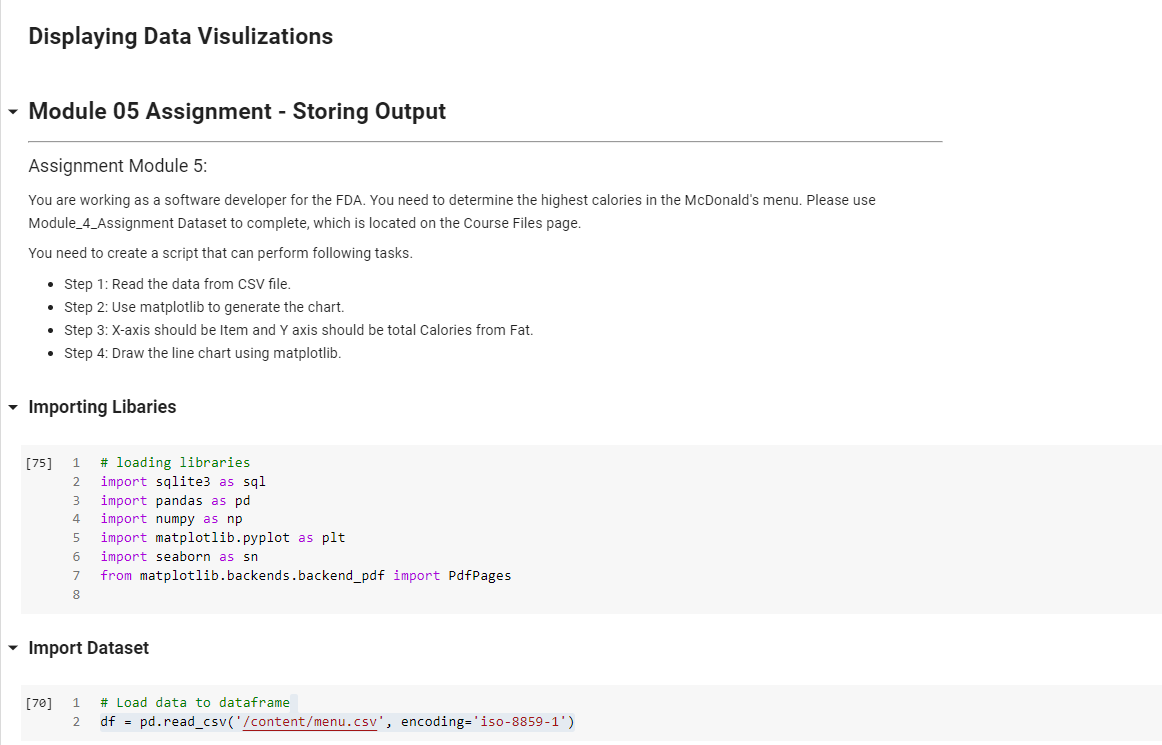 Displaying Data Visulizations
Module 05 Assignment - Storing Output
Assignment Module 5:
You are working as a software developer for the FDA. You need to determine the highest calories in the McDonald's menu. Please use
Module_4_Assignment Dataset to complete, which is located on the Course Files page.
You need to create a script that can perform following tasks.
• Step 1: Read the data from CSV file.
• Step 2: Use matplotlib to generate the chart.
• Step 3: X-axis should be Item and Y axis should be total Calories from Fat.
• Step 4: Draw the line chart using matplotlib.
Importing Libaries
[75] 1 # loading libraries
2 import sqlite3 as sql
3 import pandas as pd
4 import numpy as np
5 import matplotlib.pyplot as plt
6 import seaborn as sn
7 from matplotlib.backends.backend_pdf import PdfPages
8
Import Dataset
[70] 1 # Load data to dataframe
2 df = pd.read_csv('/content/menu.csv', encoding='iso-8859-1')